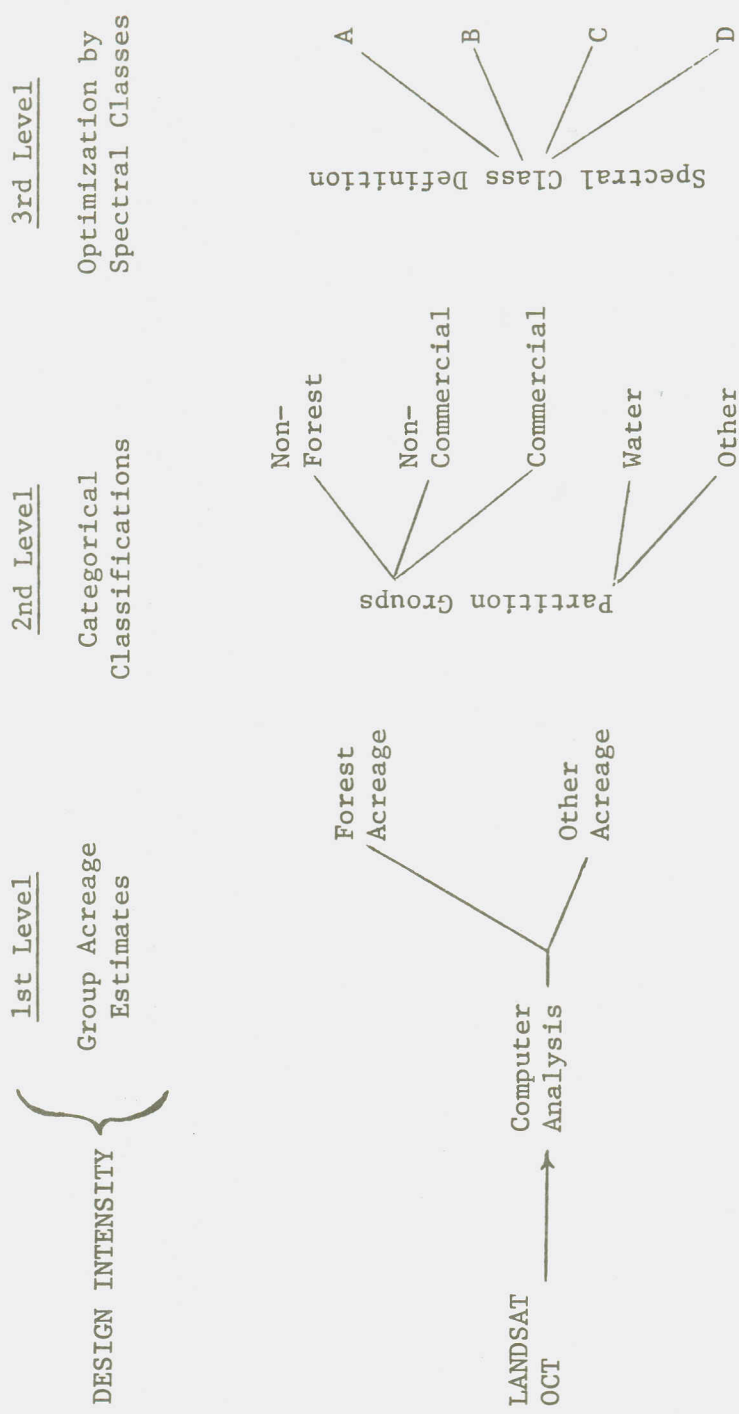 DESIGN INTENSITY
1st Level
Group Acreage
Estimates
2nd Level
Categorical
Classifications
3rd Level
Optimization by
Spectral Classes
LANDSAT
OCT
Computer
Analysis
Forest
Acreage
Other
Acreage
Partition Groups
Non-
Forest
Non-
Commercial
Commercial
Water
Other
Spectral Class Definition
A
B
C
D